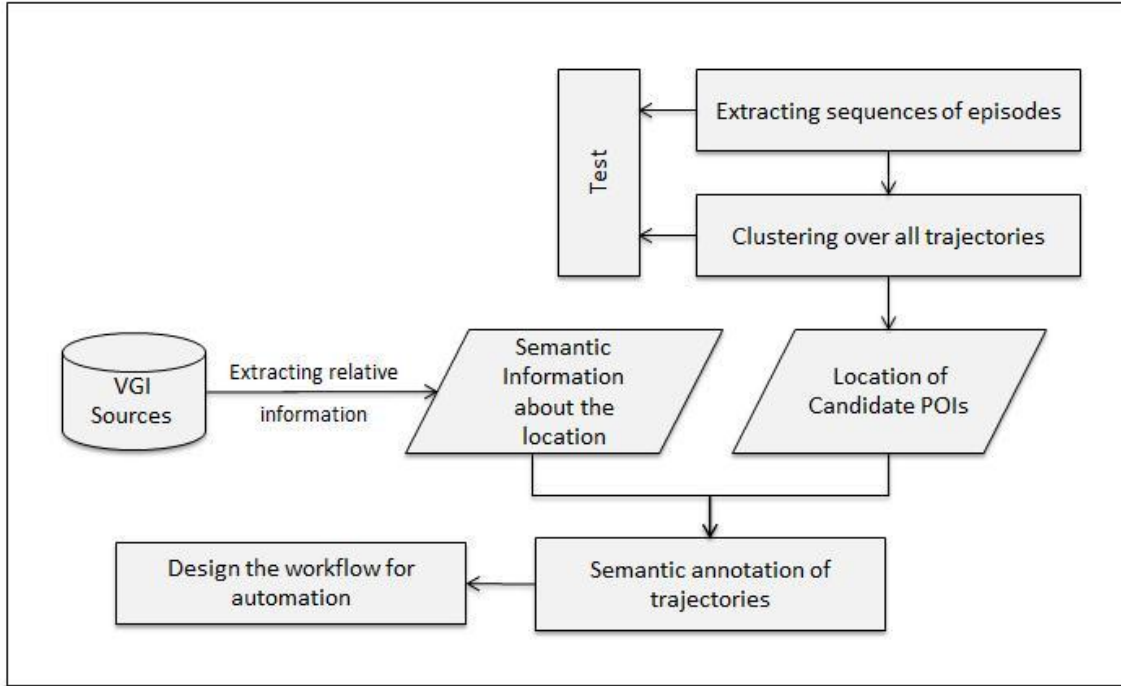 Extracting sequences of episodes
Test
Clustering over all trajectories
VGI
Sources
Extracting relative
information
Semantic
Information
about the
location
Location of
Candidate POIs
Design the workflow for
automation
Semantic annotation of
trajectories